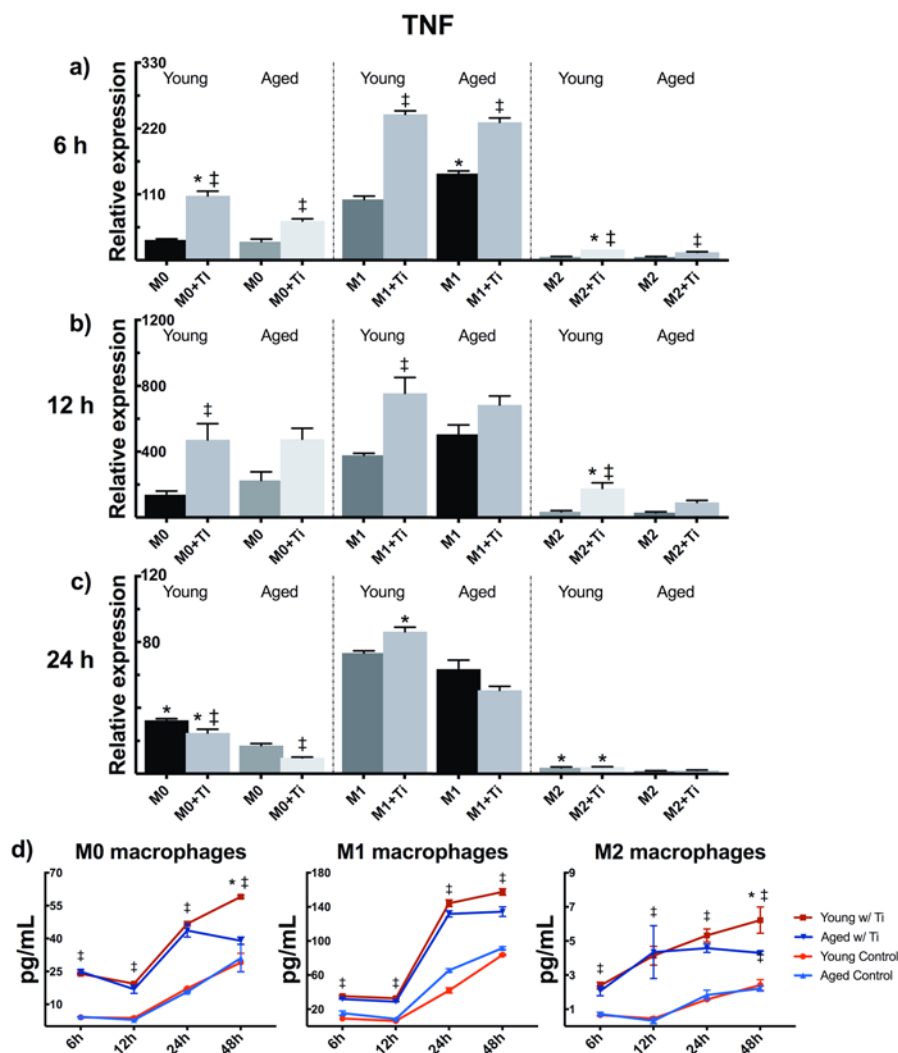 TNF
a)
6 h
Relative expression
330
220
110
Young Aged Young Aged Young Aged
* ‡ ‡ ‡ * ‡ * ‡ ‡
M0 M0+Ti M0 M0+Ti M1 M1+Ti M1 M1+Ti M2 M2+Ti M2 M2+Ti
b)
12 h
Relative expression
1200
800
400
Young Aged Young Aged Young Aged
‡ ‡ * ‡
M0 M0+Ti M0 M0+Ti M1 M1+Ti M1 M1+Ti M2 M2+Ti M2 M2+Ti
c)
24 h
Relative expression
120
80
40
Young Aged Young Aged Young Aged
* * ‡ ‡ * * *
M0 M0+Ti M0 M0+Ti M1 M1+Ti M1 M1+Ti M2 M2+Ti M2 M2+Ti
d)
M0 macrophages
pg/mL
70
55
40
25
10
‡ ‡ ‡ * ‡
6h 12h 24h 48h
M1 macrophages
pg/mL
180
140
100
60
20
‡ ‡ ‡ ‡
6h 12h 24h 48h
M2 macrophages
pg/mL
9
7
5
3
1
‡ ‡ ‡ * ‡
‡
6h 12h 24h 48h
Young w/ Ti
Aged w/ Ti
Young Control
Aged Control